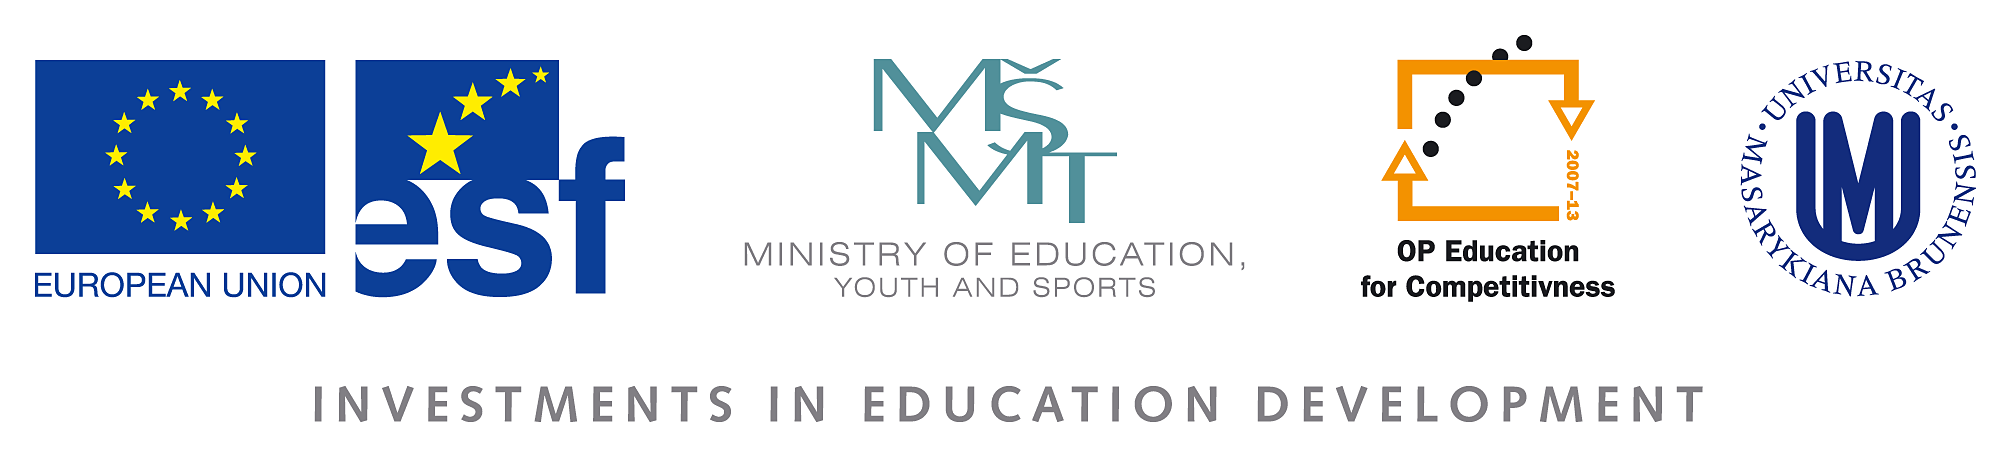 EUROPEAN UNION
esf
MŠMT
MINISTRY OF EDUCATION,
YOUTH AND SPORTS
2007–13
OP Education
for Competitivness
UNIVERSITAS • BRUNENSIS MASARYKIANA •
MU
INVESTMENTS IN EDUCATION DEVELOPMENT